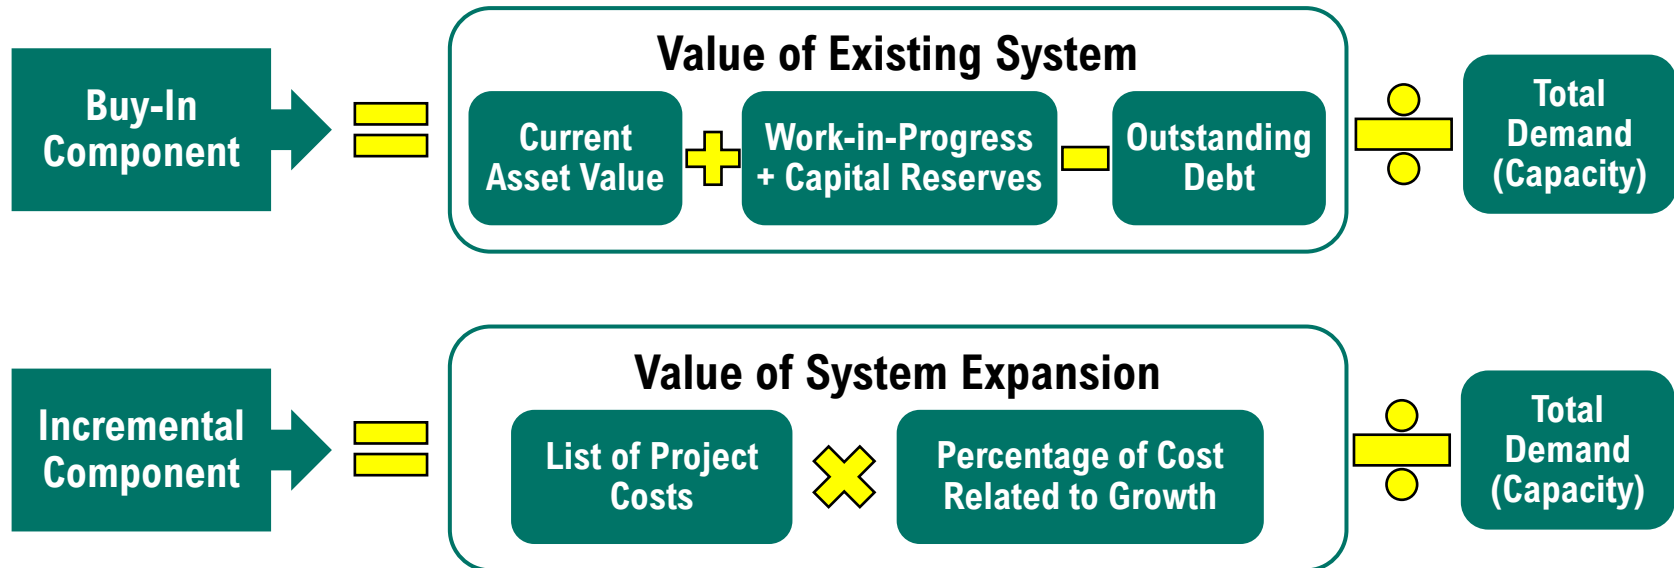 Buy-In
Component
Value of Existing System
Current
Asset Value
Work-in-Progress
+ Capital Reserves
Outstanding
Debt
Total
Demand
(Capacity)
Incremental
Component
Value of System Expansion
List of Project
Costs
Percentage of Cost
Related to Growth
Total
Demand
(Capacity)